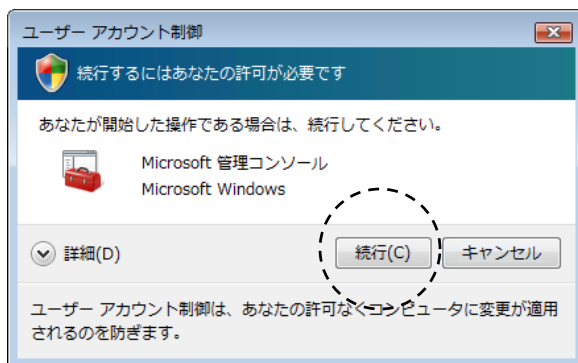 ユーザー アカウント制御
続行するにはあなたの許可が必要です
あなたが開始した操作である場合は、続行してください。
Microsoft 管理コンソール
Microsoft Windows
詳細(D)
続行(C)
キャンセル
ユーザー アカウント制御は、あなたの許可なくコンピュータに変更が適用
されるのを防ぎます。